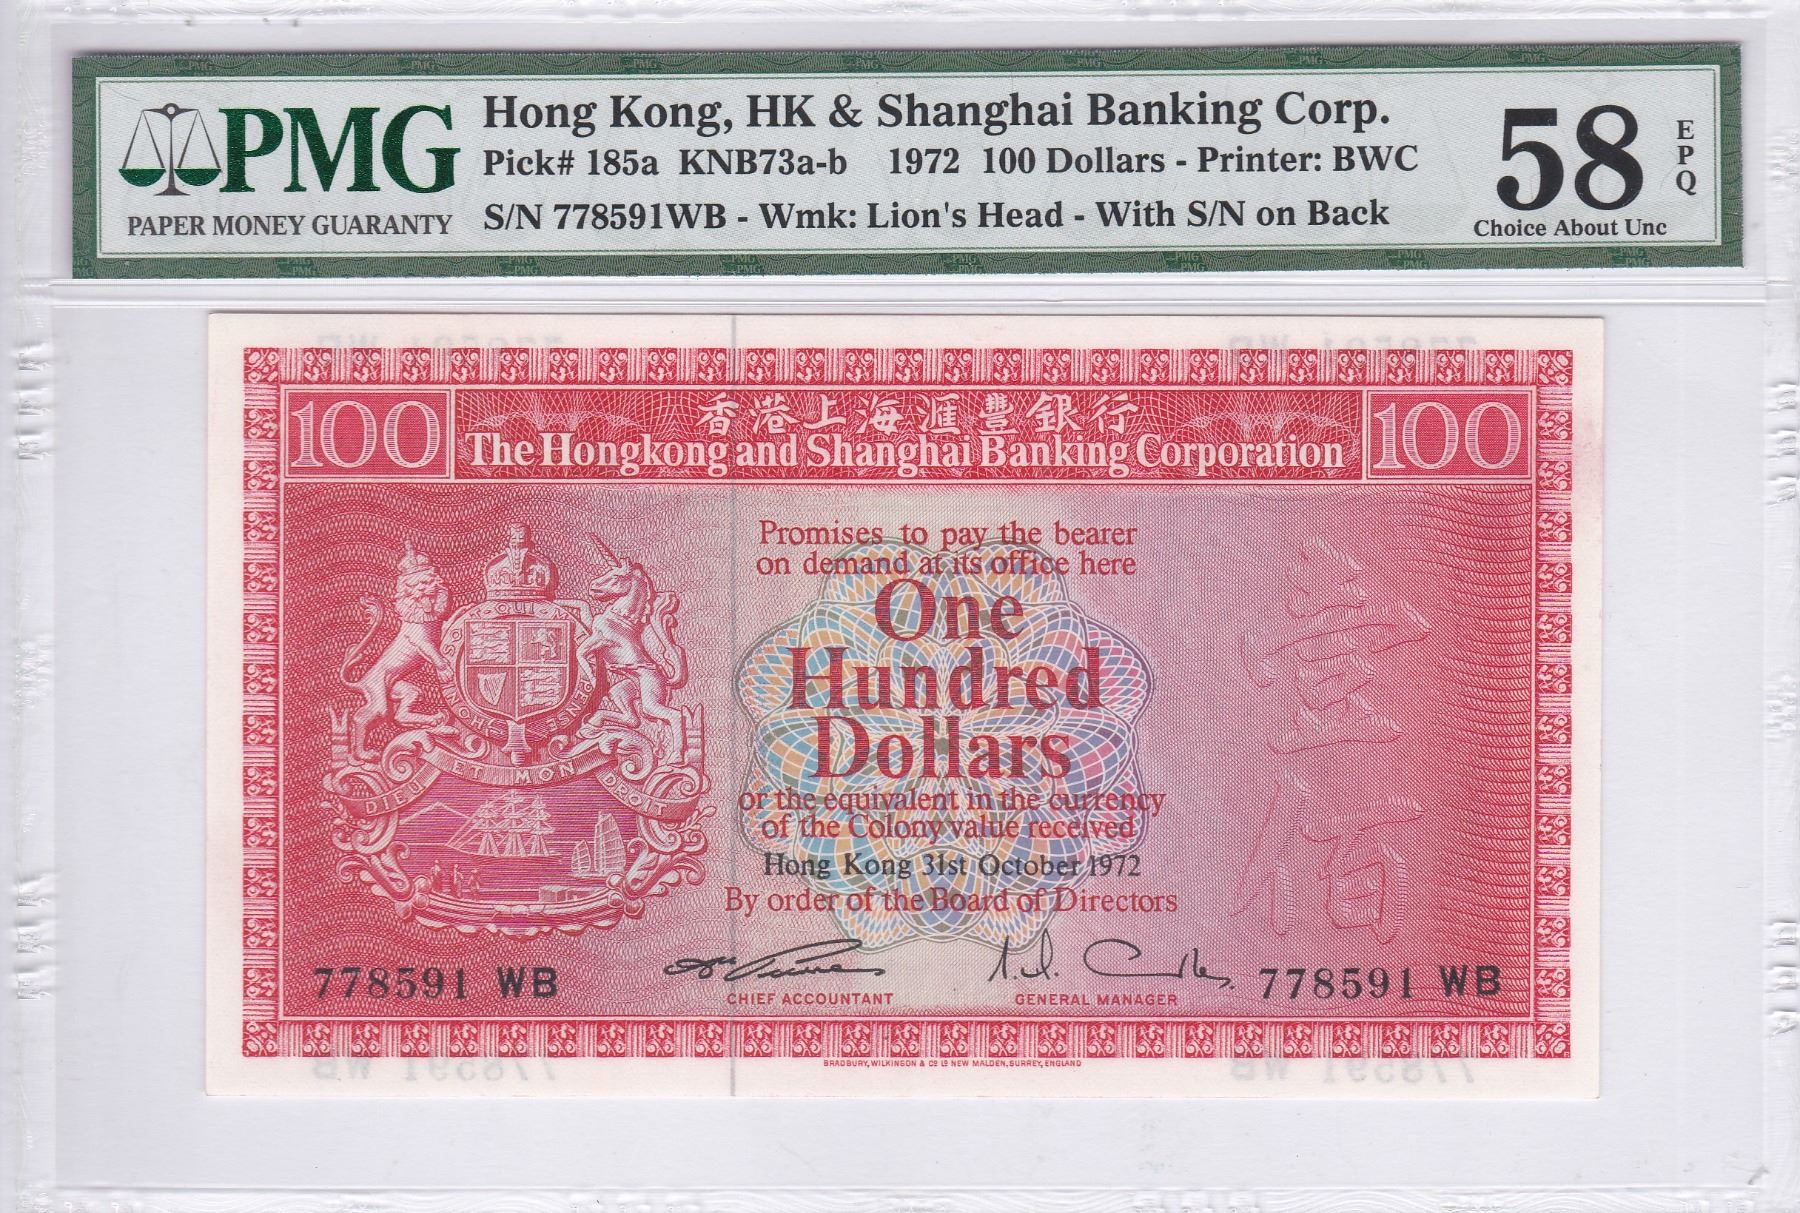 PMG
PAPER MONEY GUARANTY
Hong Kong, HK & Shanghai Banking Corp.
Pick# 185a KNB73a-b 1972 100 Dollars - Printer: BWC
S/N 778591WB - Wmk: Lion's Head - With S/N on Back
58
EPQ
Choice About Unc
100
香港上海滙豐銀行
The Hongkong and Shanghai Banking Corporation
100
Promises to pay the bearer
on demand at its office here
One
Hundred
Dollars
or the equivalent in the currency
of the Colony value received
Hong Kong 31st October 1972
By order of the Board of Directors
HONI SOIT QUI MAL Y PENSE
DIEU ET MON DROIT
壹佰
778591 WB
CHIEF ACCOUNTANT
GENERAL MANAGER
778591 WB
BRADBURY, WILKINSON & Co Ld NEW MALDEN, SURREY, ENGLAND